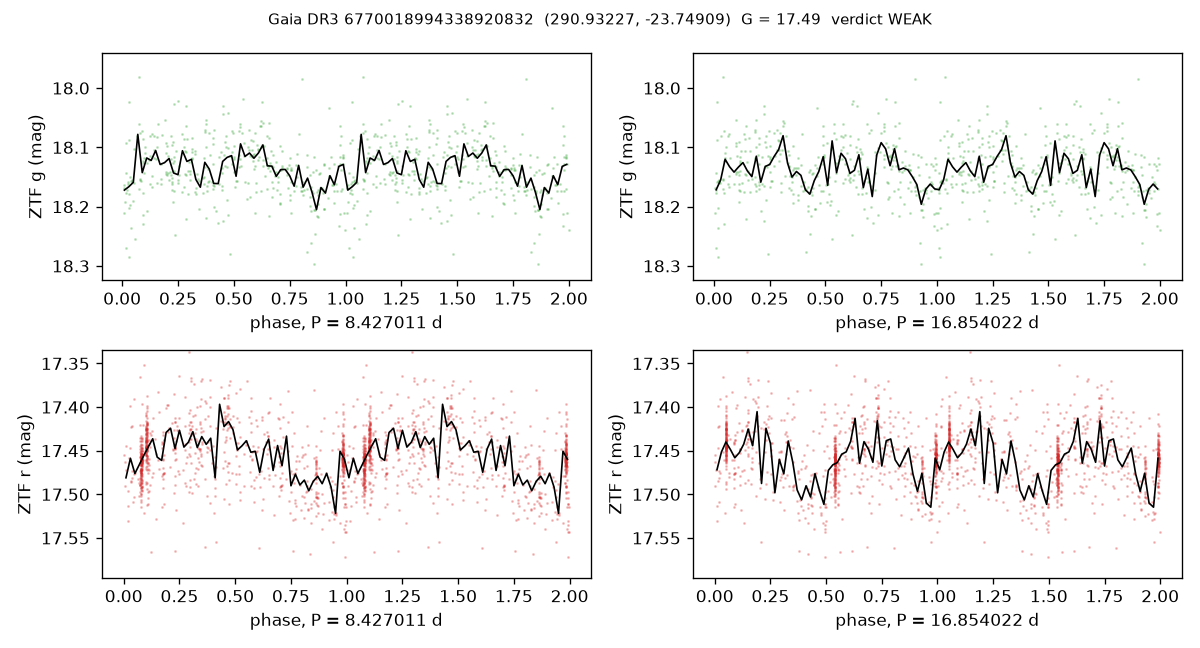 Gaia DR3 6770018994338920832 (290.93227, -23.74909) G = 17.49 verdict WEAK
ZTF g (mag)
18.0
18.1
18.2
18.3
0.00 0.25 0.50 0.75 1.00 1.25 1.50 1.75 2.00
phase, P = 8.427011 d
ZTF g (mag)
18.0
18.1
18.2
18.3
0.00 0.25 0.50 0.75 1.00 1.25 1.50 1.75 2.00
phase, P = 16.854022 d
ZTF r (mag)
17.35
17.40
17.45
17.50
17.55
0.00 0.25 0.50 0.75 1.00 1.25 1.50 1.75 2.00
phase, P = 8.427011 d
ZTF r (mag)
17.35
17.40
17.45
17.50
17.55
0.00 0.25 0.50 0.75 1.00 1.25 1.50 1.75 2.00
phase, P = 16.854022 d